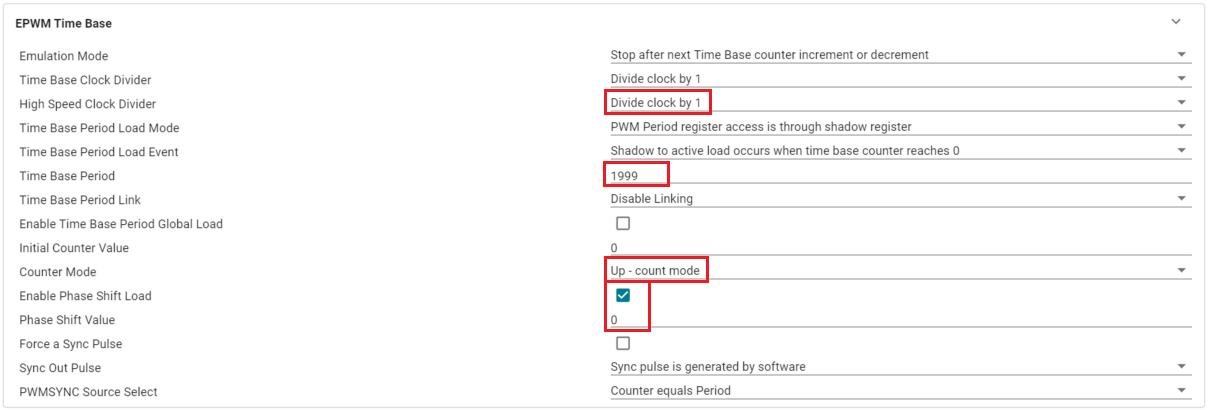 EPWM Time Base
Emulation Mode Stop after next Time Base counter increment or decrement
Time Base Clock Divider Divide clock by 1
High Speed Clock Divider Divide clock by 1
Time Base Period Load Mode PWM Period register access is through shadow register
Time Base Period Load Event Shadow to active load occurs when time base counter reaches 0
Time Base Period 1999
Time Base Period Link Disable Linking
Enable Time Base Period Global Load
Initial Counter Value 0
Counter Mode Up - count mode
Enable Phase Shift Load
Phase Shift Value 0
Force a Sync Pulse
Sync Out Pulse Sync pulse is generated by software
PWMSYNC Source Select Counter equals Period